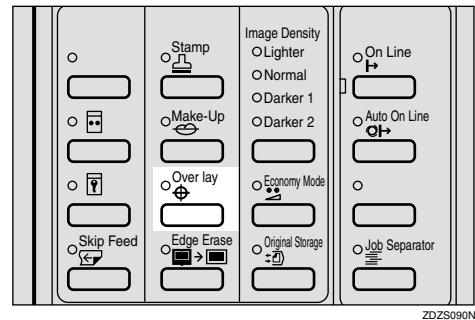 Stamp
Make-Up
Over lay
Skip Feed
Edge Erase
Image Density
Lighter
Normal
Darker 1
Darker 2
Economy Mode
Original Storage
On Line
Auto On Line
Job Separator
ZDZS090N